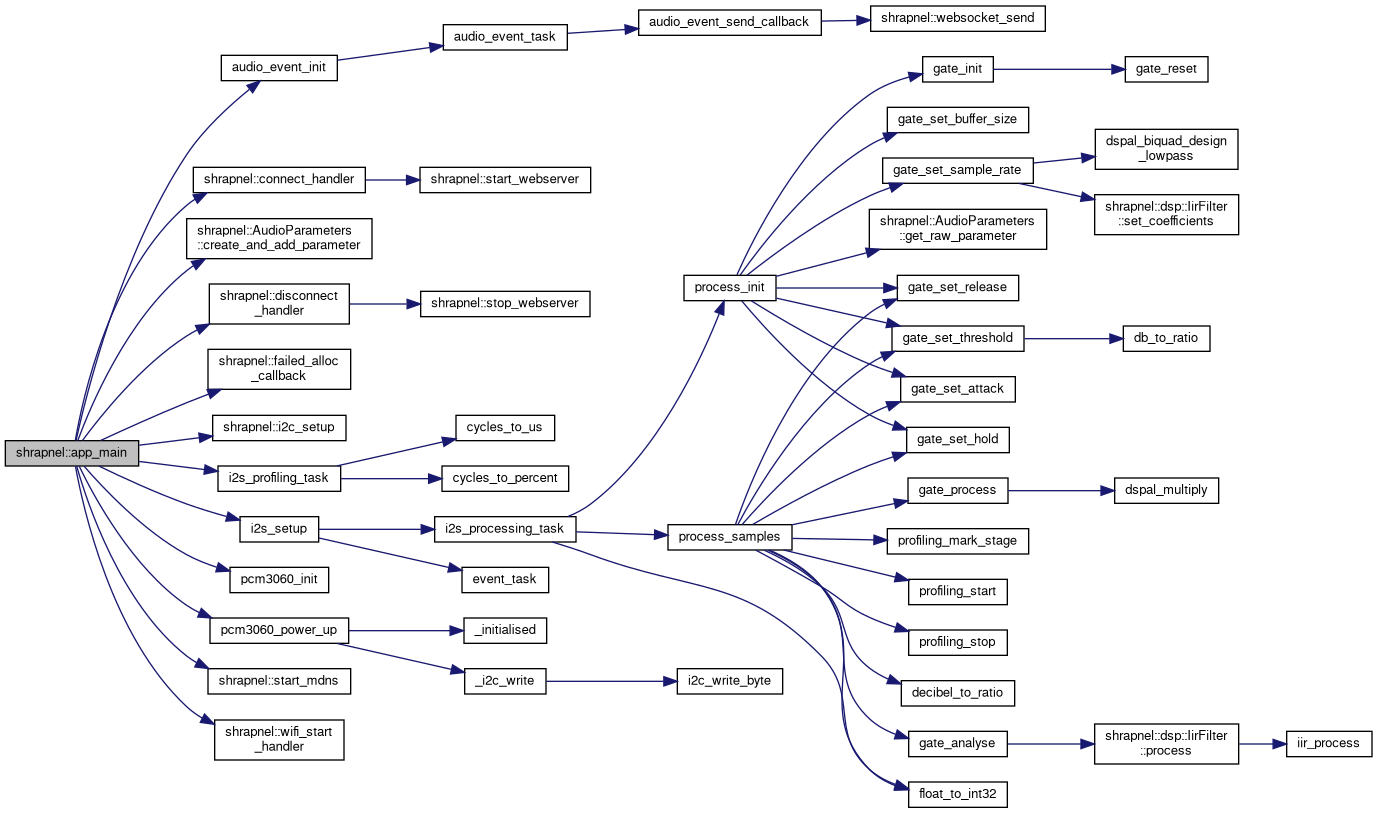 shrapnel::app_main
audio_event_init
audio_event_task
audio_event_send_callback
shrapnel::websocket_send
shrapnel::connect_handler
shrapnel::start_webserver
shrapnel::AudioParameters
::create_and_add_parameter
shrapnel::disconnect
_handler
shrapnel::stop_webserver
shrapnel::failed_alloc
_callback
shrapnel::i2c_setup
i2s_profiling_task
cycles_to_us
cycles_to_percent
i2s_setup
i2s_processing_task
event_task
pcm3060_init
pcm3060_power_up
_initialised
_i2c_write
i2c_write_byte
shrapnel::start_mdns
shrapnel::wifi_start
_handler
process_init
process_samples
gate_init
gate_reset
gate_set_buffer_size
gate_set_sample_rate
dspal_biquad_design
_lowpass
shrapnel::dsp::IirFilter
::set_coefficients
shrapnel::AudioParameters
::get_raw_parameter
gate_set_release
gate_set_threshold
db_to_ratio
gate_set_attack
gate_set_hold
gate_process
dspal_multiply
profiling_mark_stage
profiling_start
profiling_stop
decibel_to_ratio
gate_analyse
shrapnel::dsp::IirFilter
::process
iir_process
float_to_int32